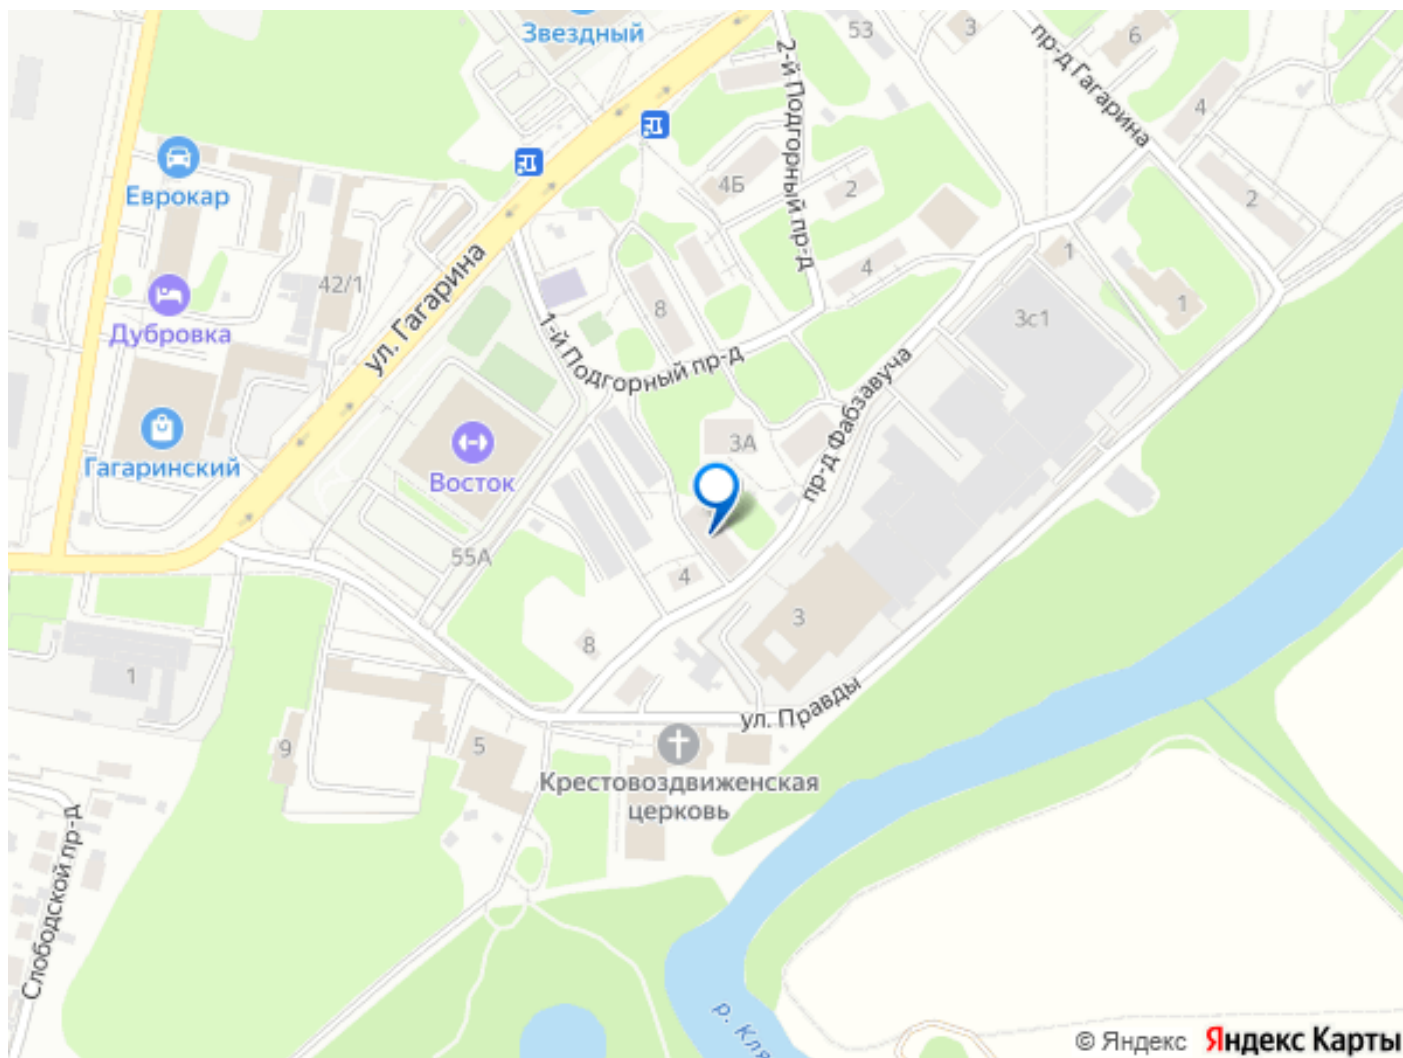 Звездный
53
3
6
пр-д Гагарина
2-й Подгорный пр-д
4
Еврокар
4Б
2
2
ул. Гагарина
42/1
4
1
Дубровка
8
1
3с1
1-й Подгорный пр-д
пр-д Фабзавуча
Гагаринский
Восток
3А
55А
4
3
8
1
ул. Правды
9
5
Крестовоздвиженская
церковь
Слободской пр-д
р. Кля
© Яндекс Яндекс Карты